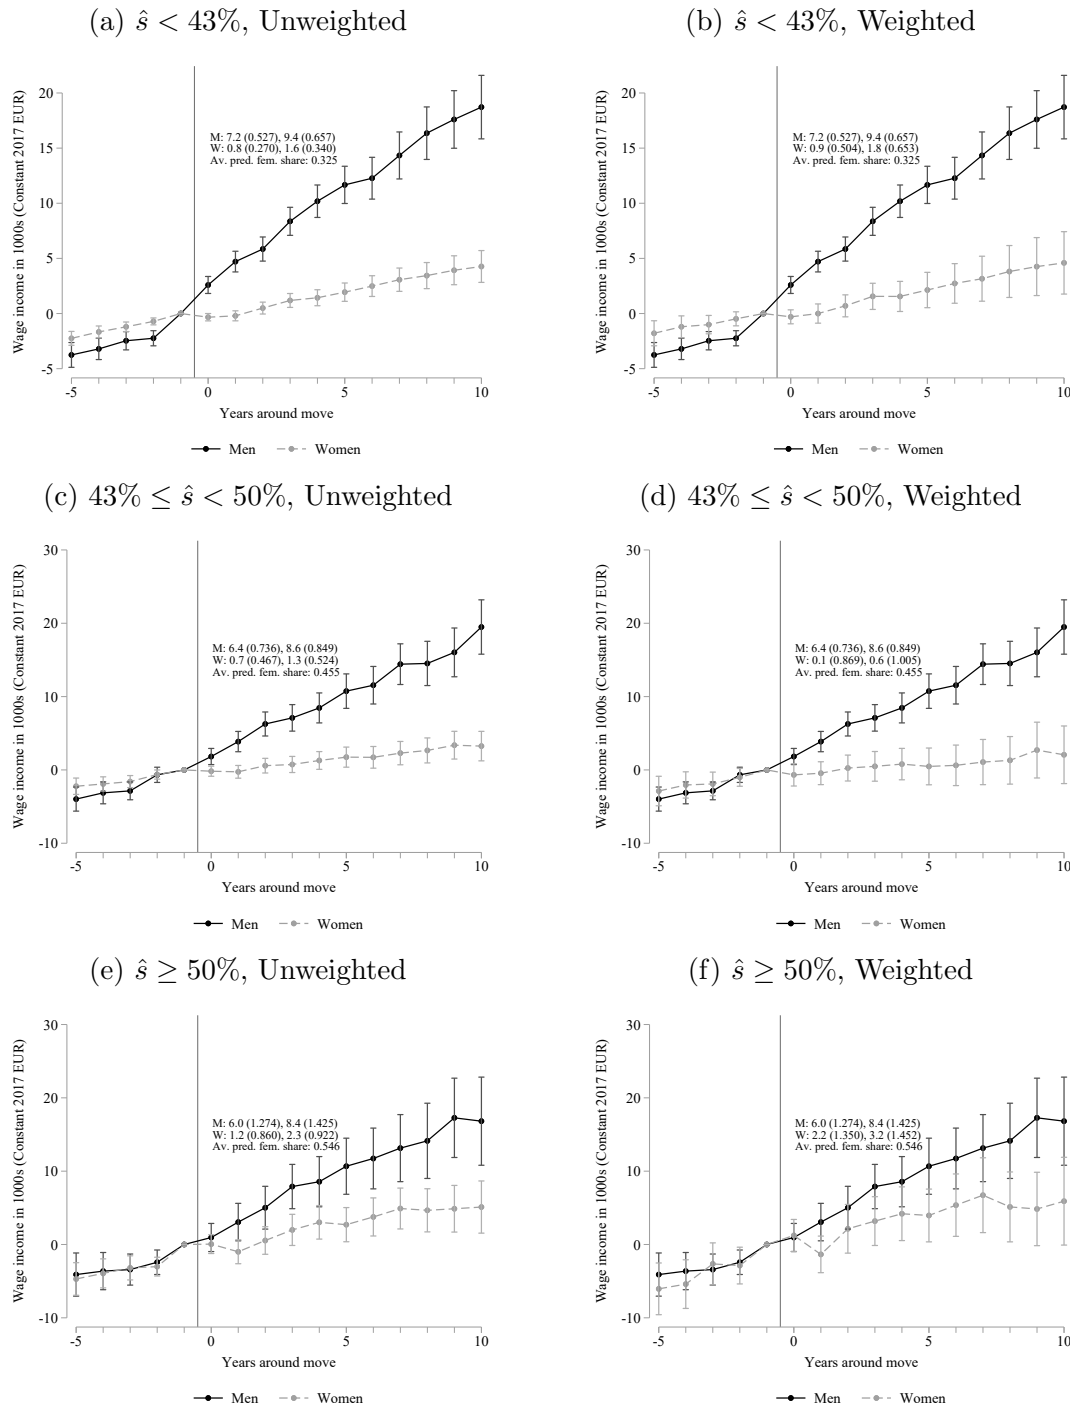 (a) ŝ < 43%, Unweighted
Wage income in 1000s (Constant 2017 EUR)
20
15
10
5
0
-5
M: 7.2 (0.527), 9.4 (0.657)
W: 0.8 (0.270), 1.6 (0.340)
Av. pred. fem. share: 0.325
-5 0 5 10
Years around move
Men Women
(b) ŝ < 43%, Weighted
Wage income in 1000s (Constant 2017 EUR)
20
15
10
5
0
-5
M: 7.2 (0.527), 9.4 (0.657)
W: 0.9 (0.504), 1.8 (0.653)
Av. pred. fem. share: 0.325
-5 0 5 10
Years around move
Men Women
(c) 43% ≤ ŝ < 50%, Unweighted
Wage income in 1000s (Constant 2017 EUR)
30
20
10
0
-10
M: 6.4 (0.736), 8.6 (0.849)
W: 0.7 (0.467), 1.3 (0.524)
Av. pred. fem. share: 0.455
-5 0 5 10
Years around move
Men Women
(d) 43% ≤ ŝ < 50%, Weighted
Wage income in 1000s (Constant 2017 EUR)
30
20
10
0
-10
M: 6.4 (0.736), 8.6 (0.849)
W: 0.1 (0.869), 0.6 (1.005)
Av. pred. fem. share: 0.455
-5 0 5 10
Years around move
Men Women
(e) ŝ ≥ 50%, Unweighted
Wage income in 1000s (Constant 2017 EUR)
30
20
10
0
-10
M: 6.0 (1.274), 8.4 (1.425)
W: 1.2 (0.860), 2.3 (0.922)
Av. pred. fem. share: 0.546
-5 0 5 10
Years around move
Men Women
(f) ŝ ≥ 50%, Weighted
Wage income in 1000s (Constant 2017 EUR)
30
20
10
0
-10
M: 6.0 (1.274), 8.4 (1.425)
W: 2.2 (1.350), 3.2 (1.452)
Av. pred. fem. share: 0.546
-5 0 5 10
Years around move
Men Women